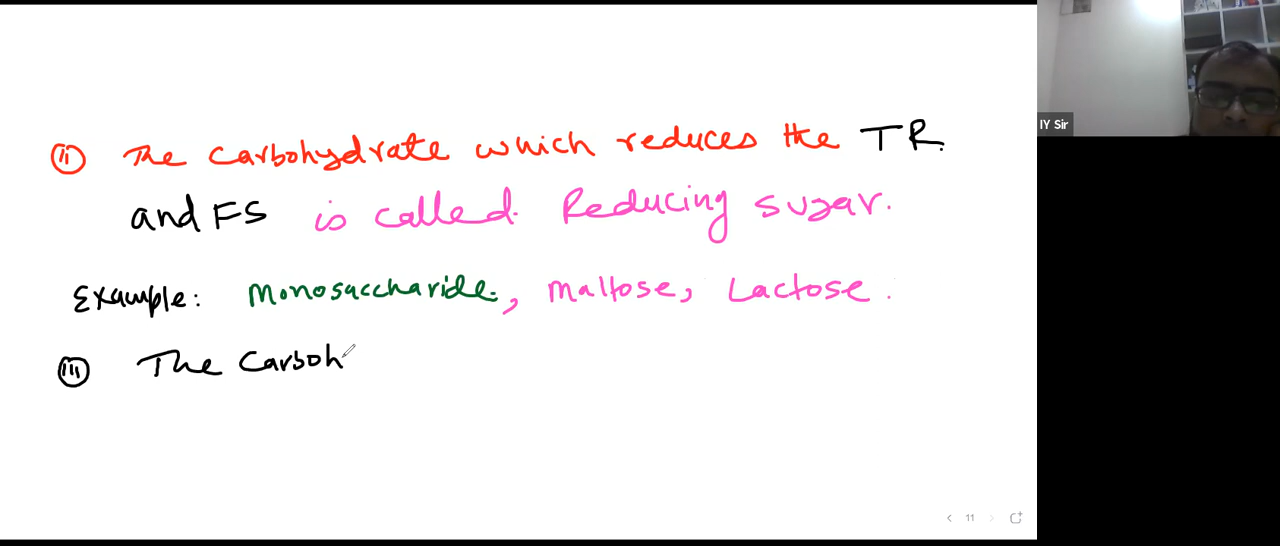 (ii) The Carbohydrate which reduces the TR.
and FS is called. Reducing sugar.
Example: Monosaccharide, Maltose, Lactose.
(iii) The Carboh
IY Sir
11